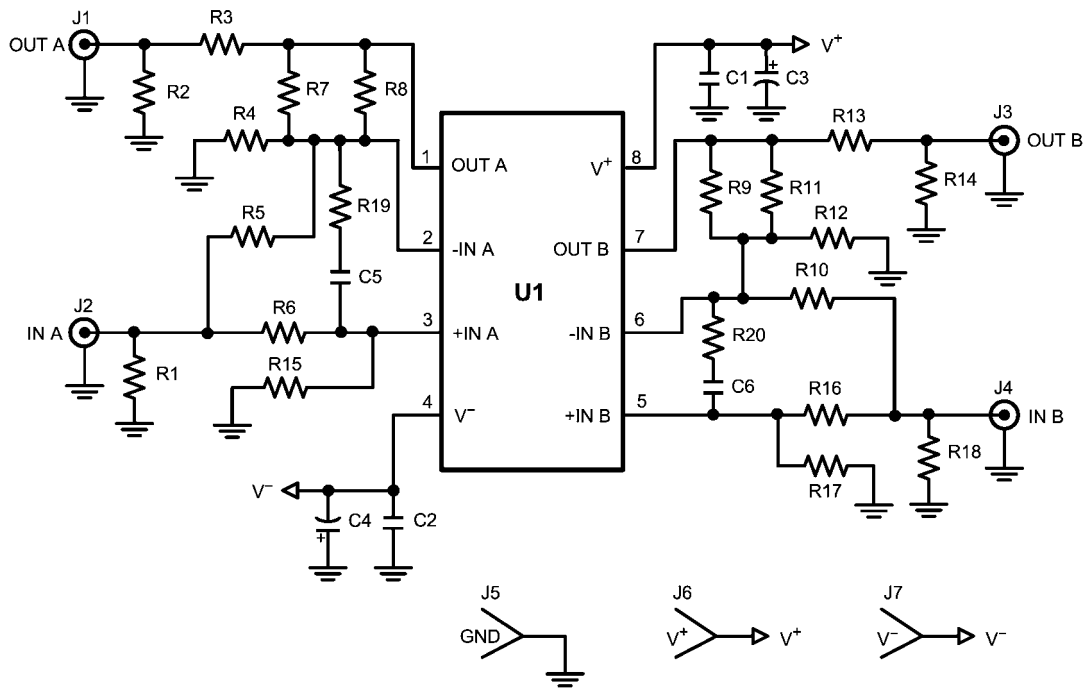 J1
OUT A
R3
R2
R7
R8
R4
R19
R5
C5
J2
IN A
R6
R1
R15
V⁻
C4
+
C2
1
OUT A
2
-IN A
3
+IN A
4
V⁻
U1
V⁺
8
OUT B
7
-IN B
6
+IN B
5
C1
+
C3
V⁺
R13
J3
OUT B
R9
R11
R14
R12
R10
R20
C6
R16
J4
IN B
R18
R17
J5
GND
J6
V⁺
V⁺
J7
V⁻
V⁻